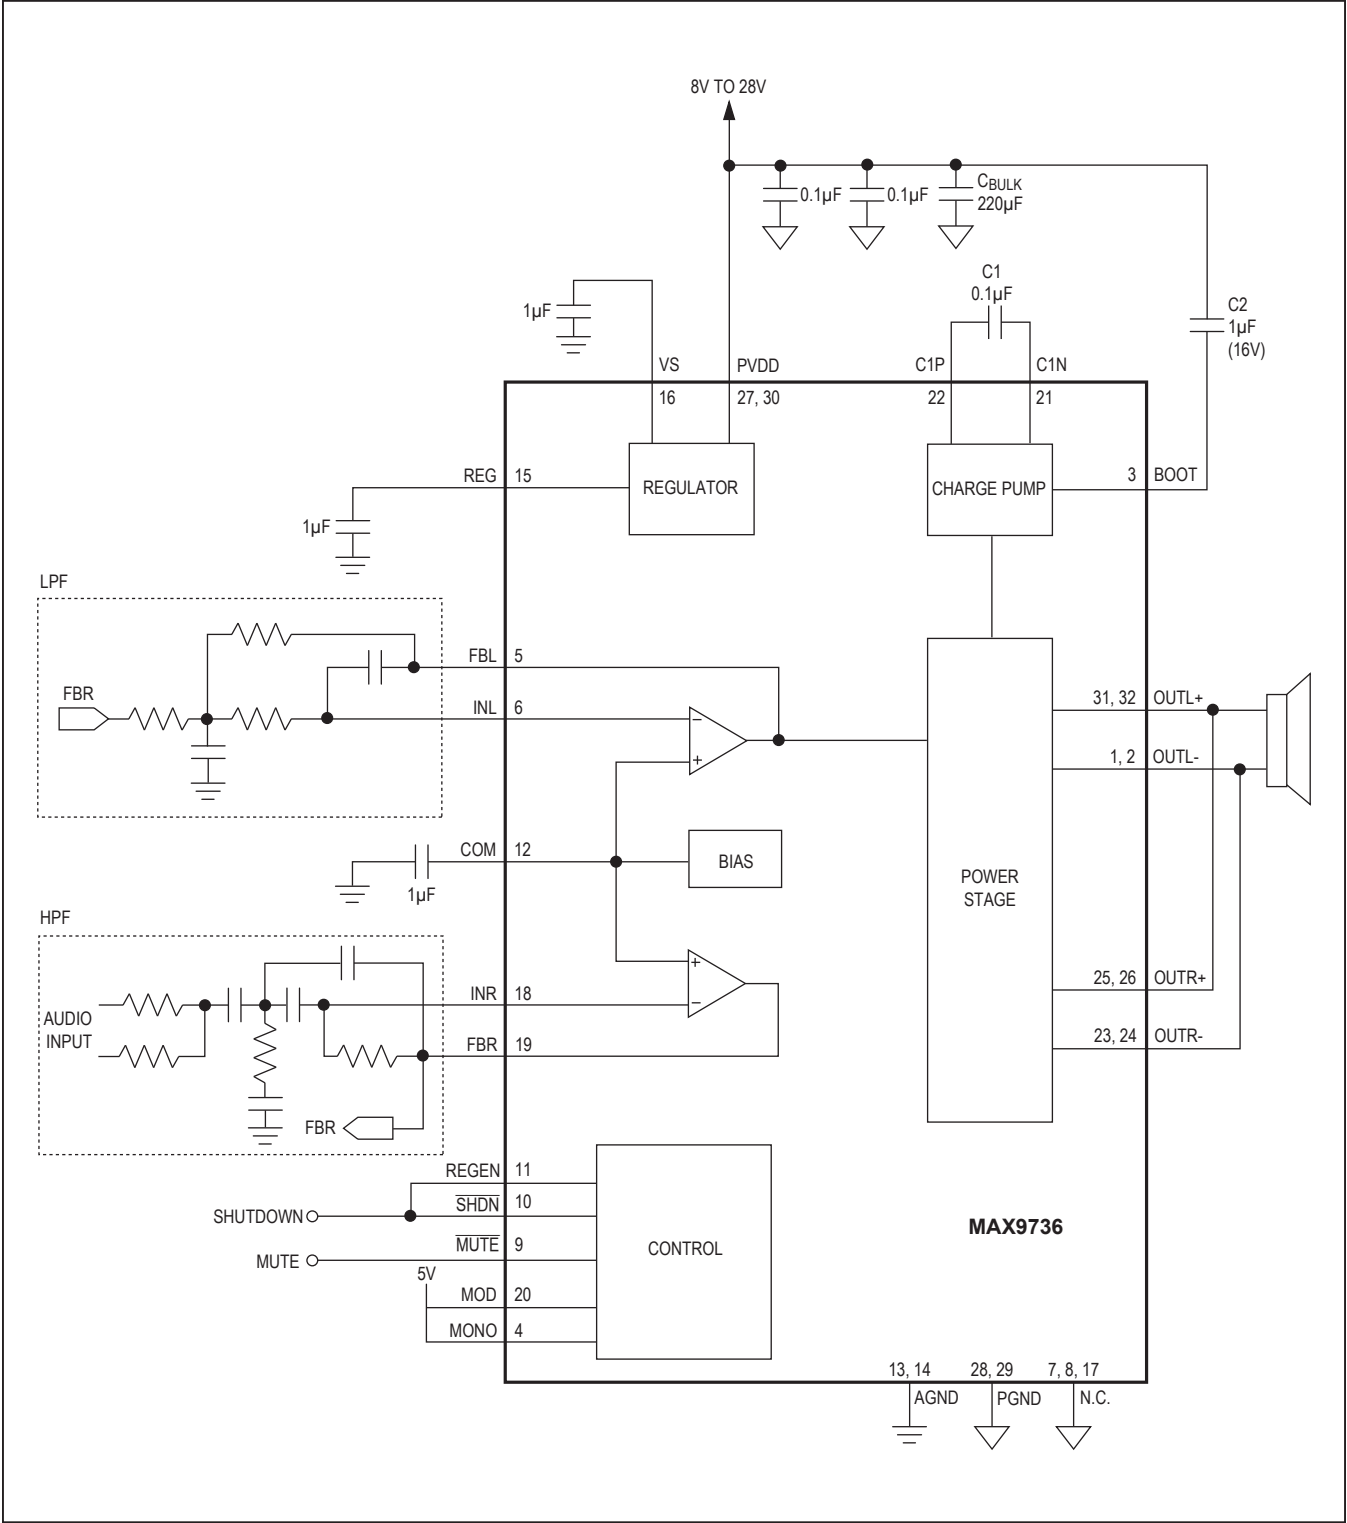 8V TO 28V
0.1µF
0.1µF
CBULK
220µF
C1
0.1µF
C2
1µF
(16V)
1µF
VS
PVDD
C1P
C1N
16
27, 30
22
21
REG
15
REGULATOR
CHARGE PUMP
3
BOOT
1µF
LPF
FBR
FBL
5
INL
6
−
+
31, 32
OUTL+
1, 2
OUTL-
COM
12
BIAS
1µF
POWER
STAGE
HPF
AUDIO
INPUT
INR
18
+
−
FBR
19
FBR
25, 26
OUTR+
23, 24
OUTR-
REGEN
11
SHUTDOWN
SHDN
10
MUTE
MUTE
9
5V
MOD
20
MONO
4
CONTROL
MAX9736
13, 14
28, 29
7, 8, 17
AGND
PGND
N.C.